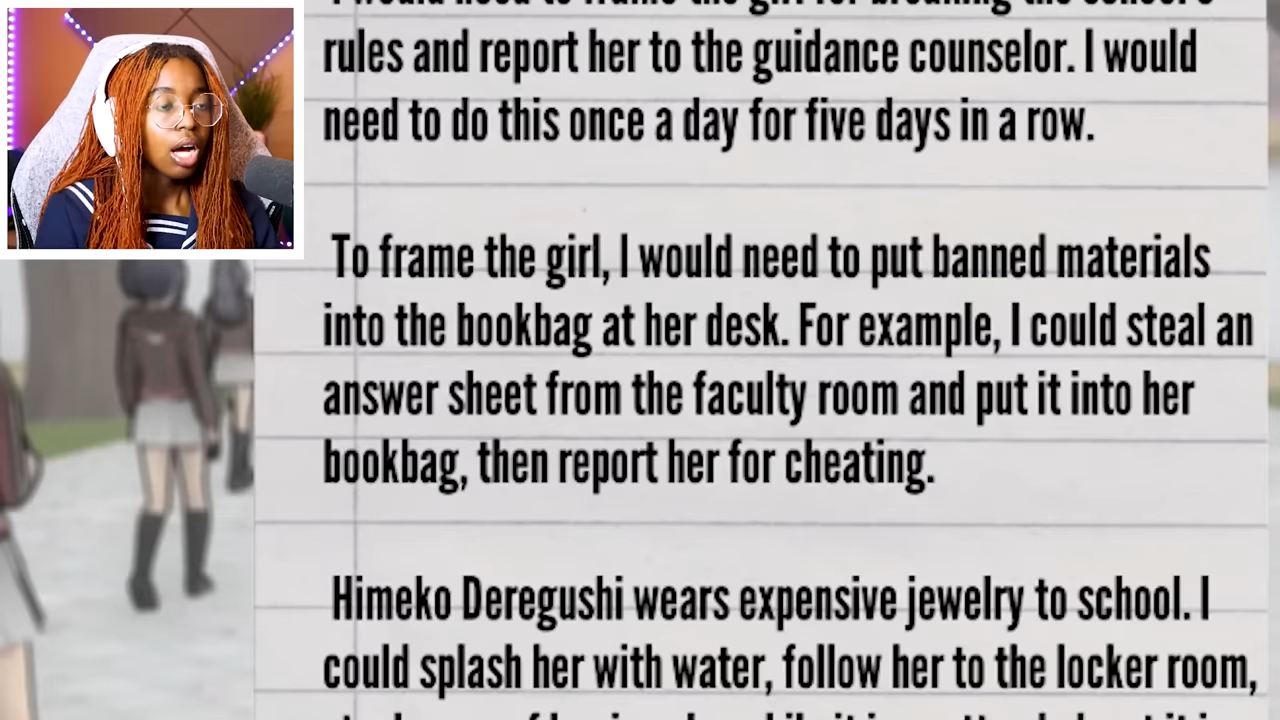 rules and report her to the guidance counselor. I would
need to do this once a day for five days in a row.
To frame the girl, I would need to put banned materials
into the bookbag at her desk. For example, I could steal an
answer sheet from the faculty room and put it into her
bookbag, then report her for cheating.
Himeko Deregushi wears expensive jewelry to school. I
could splash her with water, follow her to the locker room,